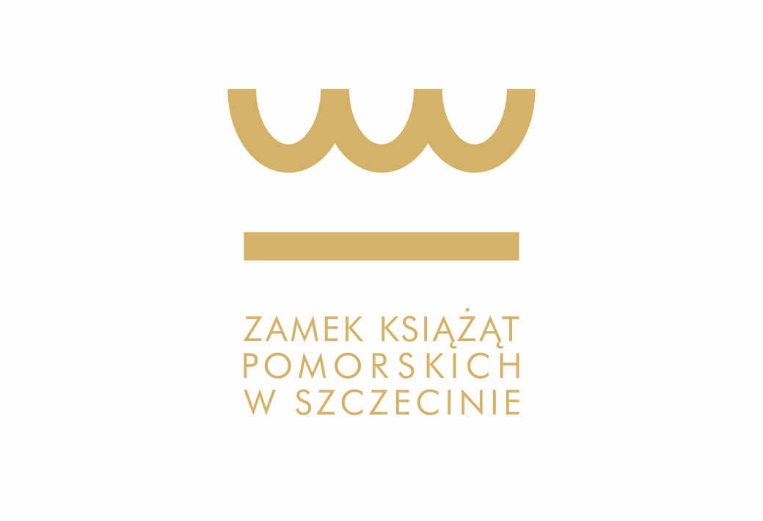 ZAMEK KSIĄŻĄT
POMORSKICH
W SZCZECINIE